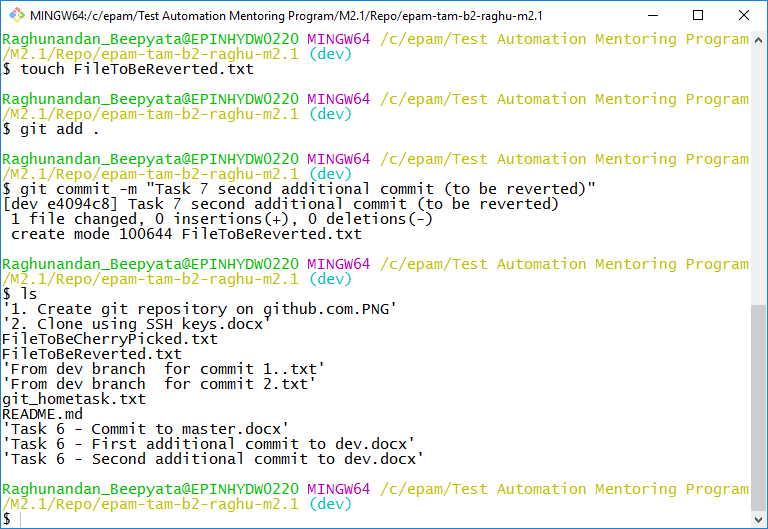 MINGW64:/c/epam/Test Automation Mentoring Program/M2.1/Repo/epam-tam-b2-raghu-m2.1
Raghunandan_Beepyata@EPINHYDW0220 MINGW64 /c/epam/Test Automation Mentoring Program
/M2.1/Repo/epam-tam-b2-raghu-m2.1 (dev)
$ touch FileToBeReverted.txt
Raghunandan_Beepyata@EPINHYDW0220 MINGW64 /c/epam/Test Automation Mentoring Program
/M2.1/Repo/epam-tam-b2-raghu-m2.1 (dev)
$ git add .
Raghunandan_Beepyata@EPINHYDW0220 MINGW64 /c/epam/Test Automation Mentoring Program
/M2.1/Repo/epam-tam-b2-raghu-m2.1 (dev)
$ git commit -m "Task 7 second additional commit (to be reverted)"
[dev e4094c8] Task 7 second additional commit (to be reverted)
 1 file changed, 0 insertions(+), 0 deletions(-)
 create mode 100644 FileToBeReverted.txt
Raghunandan_Beepyata@EPINHYDW0220 MINGW64 /c/epam/Test Automation Mentoring Program
/M2.1/Repo/epam-tam-b2-raghu-m2.1 (dev)
$ ls
'1. Create git repository on github.com.PNG'
'2. Clone using SSH keys.docx'
FileToBeCherryPicked.txt
FileToBeReverted.txt
'From dev branch  for commit 1..txt'
'From dev branch  for commit 2.txt'
git_hometask.txt
README.md
'Task 6 - Commit to master.docx'
'Task 6 - First additional commit to dev.docx'
'Task 6 - Second additional commit to dev.docx'
Raghunandan_Beepyata@EPINHYDW0220 MINGW64 /c/epam/Test Automation Mentoring Program
/M2.1/Repo/epam-tam-b2-raghu-m2.1 (dev)
$